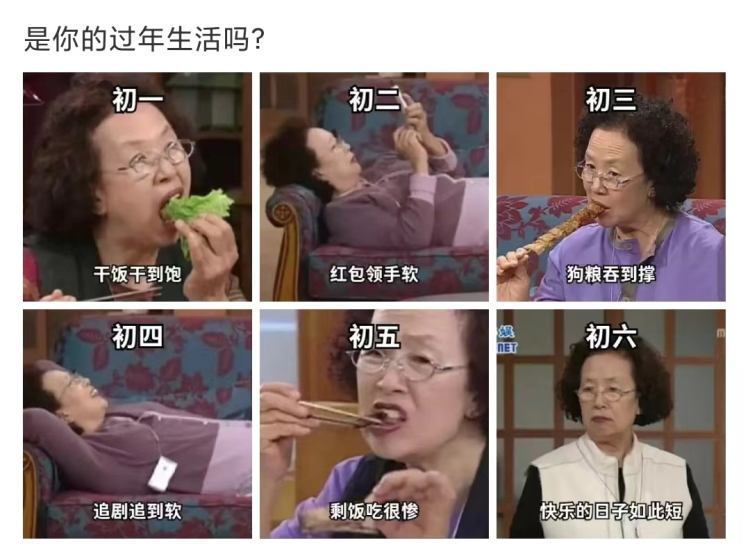 是你的过年生活吗?
初一
干饭干到饱
初二
红包领手软
初三
狗粮吞到撑
初四
追剧追到软
初五
剩饭吃很惨
初六
快乐的日子如此短
娱
NET
m